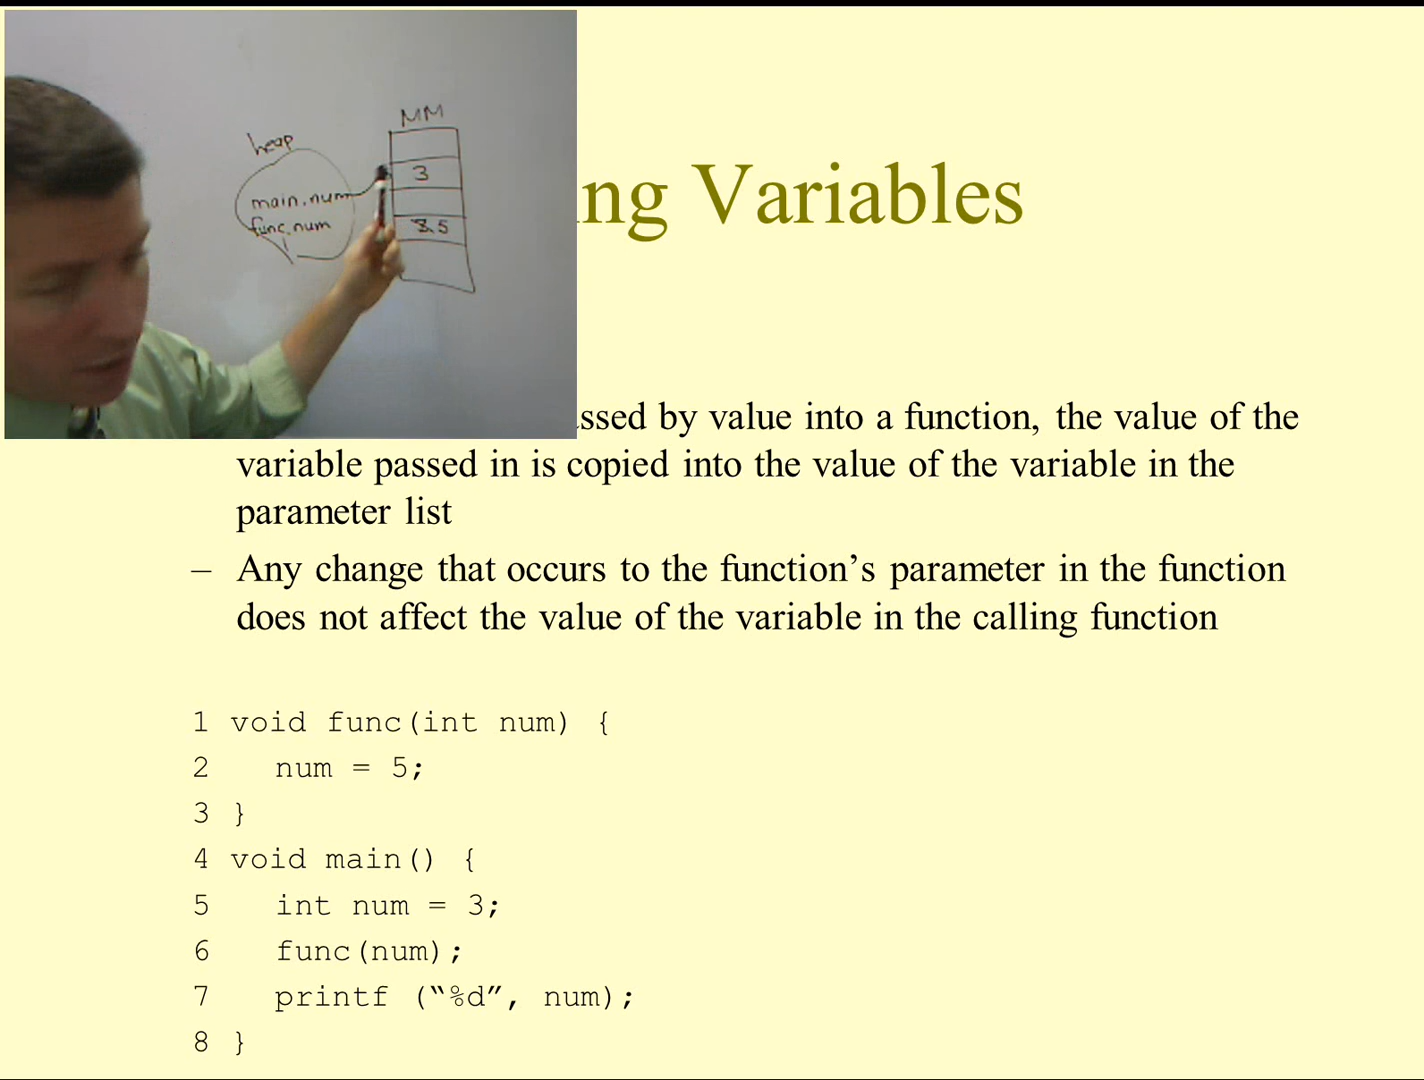 MM
heap
3
main.num
func.num
5
ng Variables
ssed by value into a function, the value of the
variable passed in is copied into the value of the variable in the
parameter list
– Any change that occurs to the function’s parameter in the function
does not affect the value of the variable in the calling function
1 void func(int num) {
2 num = 5;
3 }
4 void main() {
5 int num = 3;
6 func(num);
7 printf (“%d”, num);
8 }